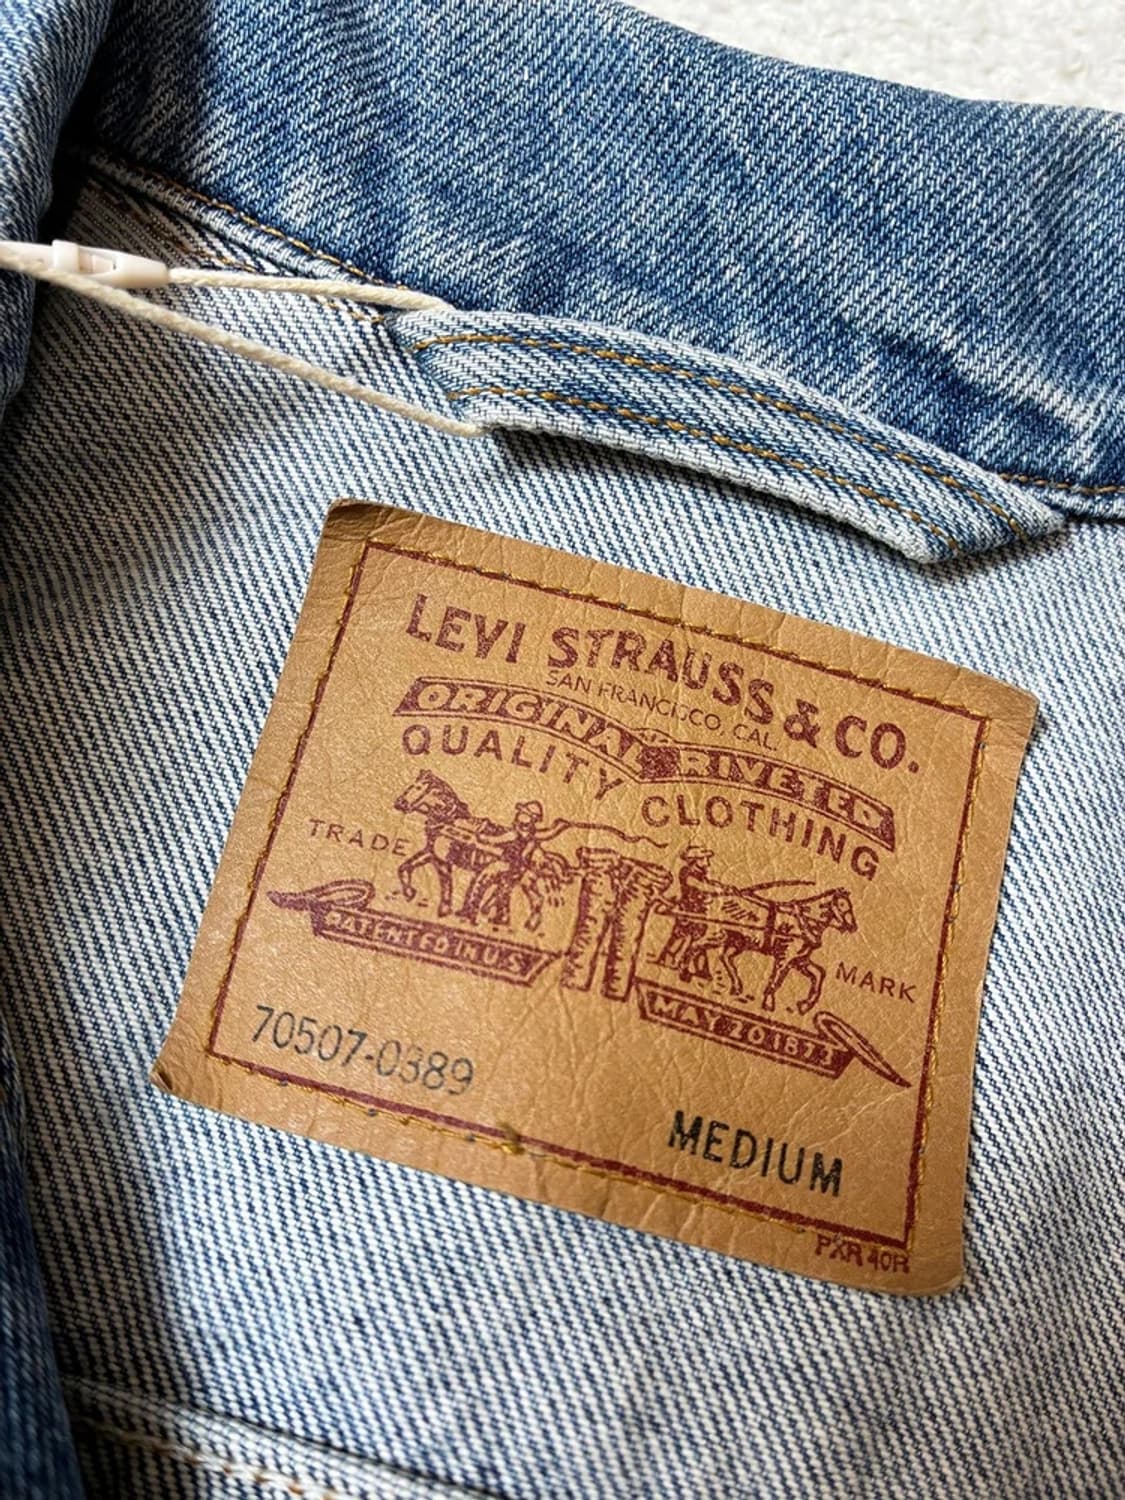 LEVI STRAUSS & CO.
SAN FRANCISCO, CAL.
ORIGINAL RIVETED
QUALITY CLOTHING
TRADE MARK
PATENTED IN U.S
MAY 20 1873
70507-0389
MEDIUM
PXR 40R